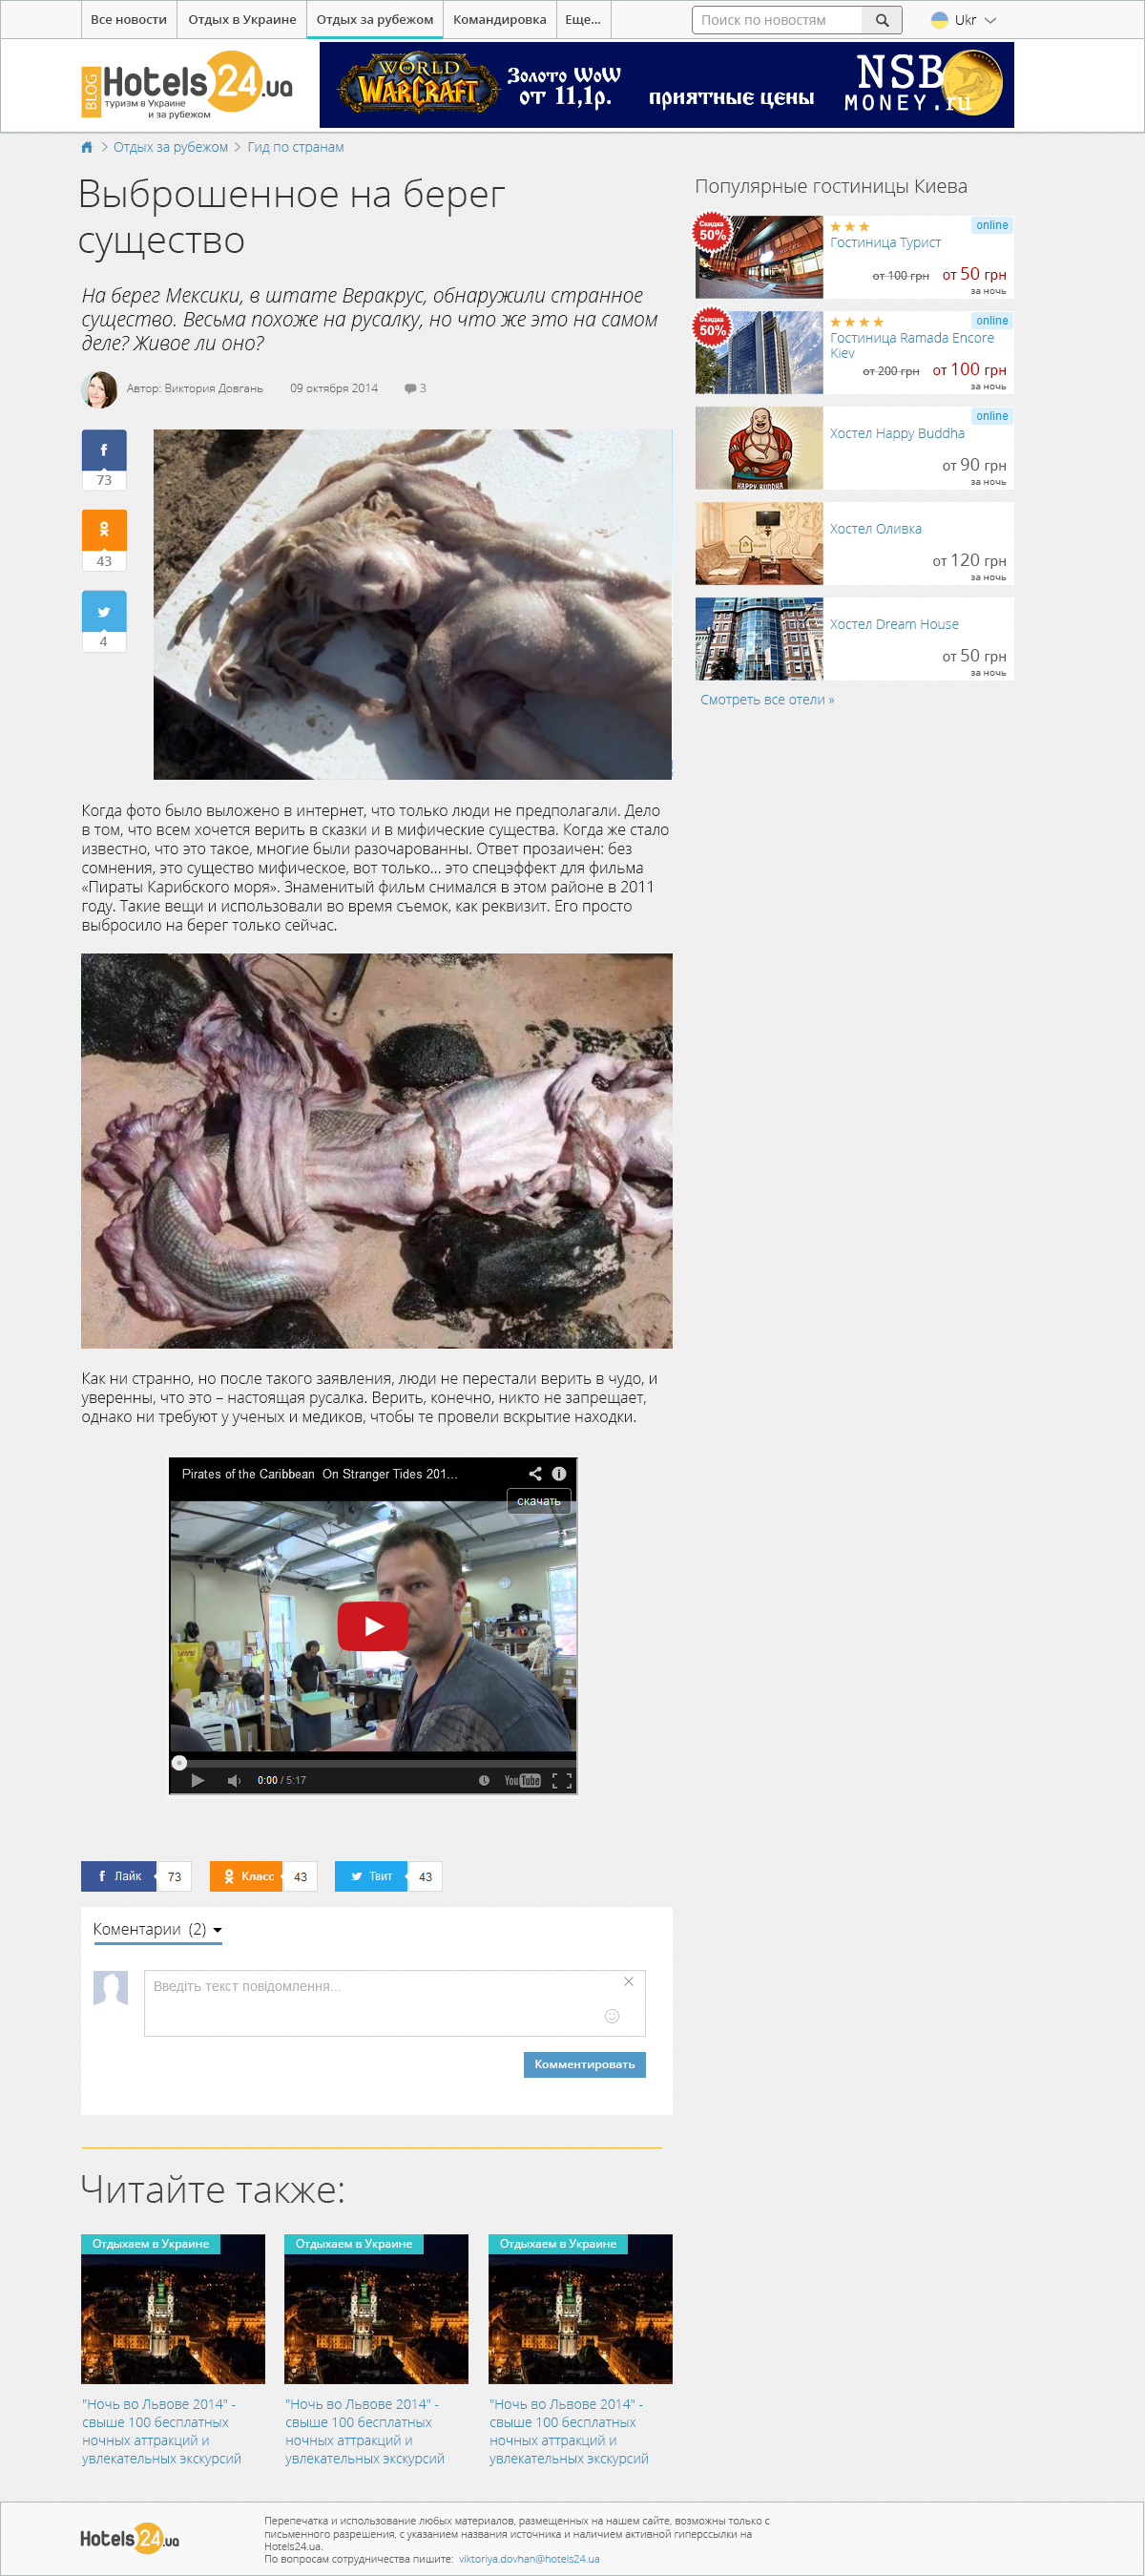 Все новости
Отдых в Украине
Отдых за рубежом
Командировка
Еще...
Поиск по новостям
Ukr
BLOG
Hotels24.ua
туризм в Украине
и за рубежом
WORLD
OF
WARCRAFT
Золото WoW
от 11,1р.
приятные цены
NSB
MONEY.ru
Отдых за рубежом
Гид по странам
Выброшенное на берег
существо
На берег Мексики, в штате Веракрус, обнаружили странное
существо. Весьма похоже на русалку, но что же это на самом
деле? Живое ли оно?
Автор: Виктория Довгань
09 октября 2014
3
73
43
4
Популярные гостиницы Киева
Скидка
50%
HOTEL
online
Гостиница Турист
от 100 грн
от 50 грн
за ночь
Скидка
50%
online
Гостиница Ramada Encore
Kiev
от 200 грн
от 100 грн
за ночь
HAPPY BUDDHA
online
Хостел Happy Buddha
от 90 грн
за ночь
Хостел Оливка
от 120 грн
за ночь
Хостел Dream House
от 50 грн
за ночь
Смотреть все отели »
Когда фото было выложено в интернет, что только люди не предполагали. Дело
в том, что всем хочется верить в сказки и в мифические существа. Когда же стало
известно, что это такое, многие были разочарованны. Ответ прозаичен: без
сомнения, это существо мифическое, вот только... это спецэффект для фильма
«Пираты Карибского моря». Знаменитый фильм снимался в этом районе в 2011
году. Такие вещи и использовали во время съемок, как реквизит. Его просто
выбросило на берег только сейчас.
Как ни странно, но после такого заявления, люди не перестали верить в чудо, и
уверенны, что это – настоящая русалка. Верить, конечно, никто не запрещает,
однако ни требуют у ученых и медиков, чтобы те провели вскрытие находки.
Pirates of the Caribbean  On Stranger Tides 201...
скачать
0:00 / 5:17
YouTube
Лайк
73
Класс
43
Твит
43
Коментарии (2)
Введіть текст повідомлення...
Комментировать
Читайте также:
Отдыхаем в Украине
Отдыхаем в Украине
Отдыхаем в Украине
"Ночь во Львове 2014" -
свыше 100 бесплатных
ночных аттракций и
увлекательных экскурсий
"Ночь во Львове 2014" -
свыше 100 бесплатных
ночных аттракций и
увлекательных экскурсий
"Ночь во Львове 2014" -
свыше 100 бесплатных
ночных аттракций и
увлекательных экскурсий
Hotels24.ua
Перепечатка и использование любых материалов, размещенных на нашем сайте, возможны только с
письменного разрешения, с указанием названия источника и наличием активной гиперссылки на
Hotels24.ua.
По вопросам сотрудничества пишите: viktoriya.dovhan@hotels24.ua